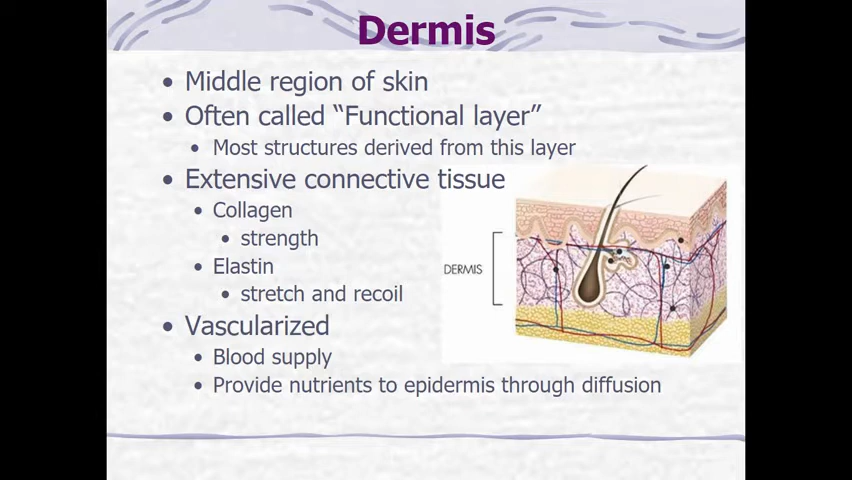 Dermis
• Middle region of skin
• Often called “Functional layer”
• Most structures derived from this layer
• Extensive connective tissue
• Collagen
• strength
• Elastin
• stretch and recoil
DERMIS
• Vascularized
• Blood supply
• Provide nutrients to epidermis through diffusion